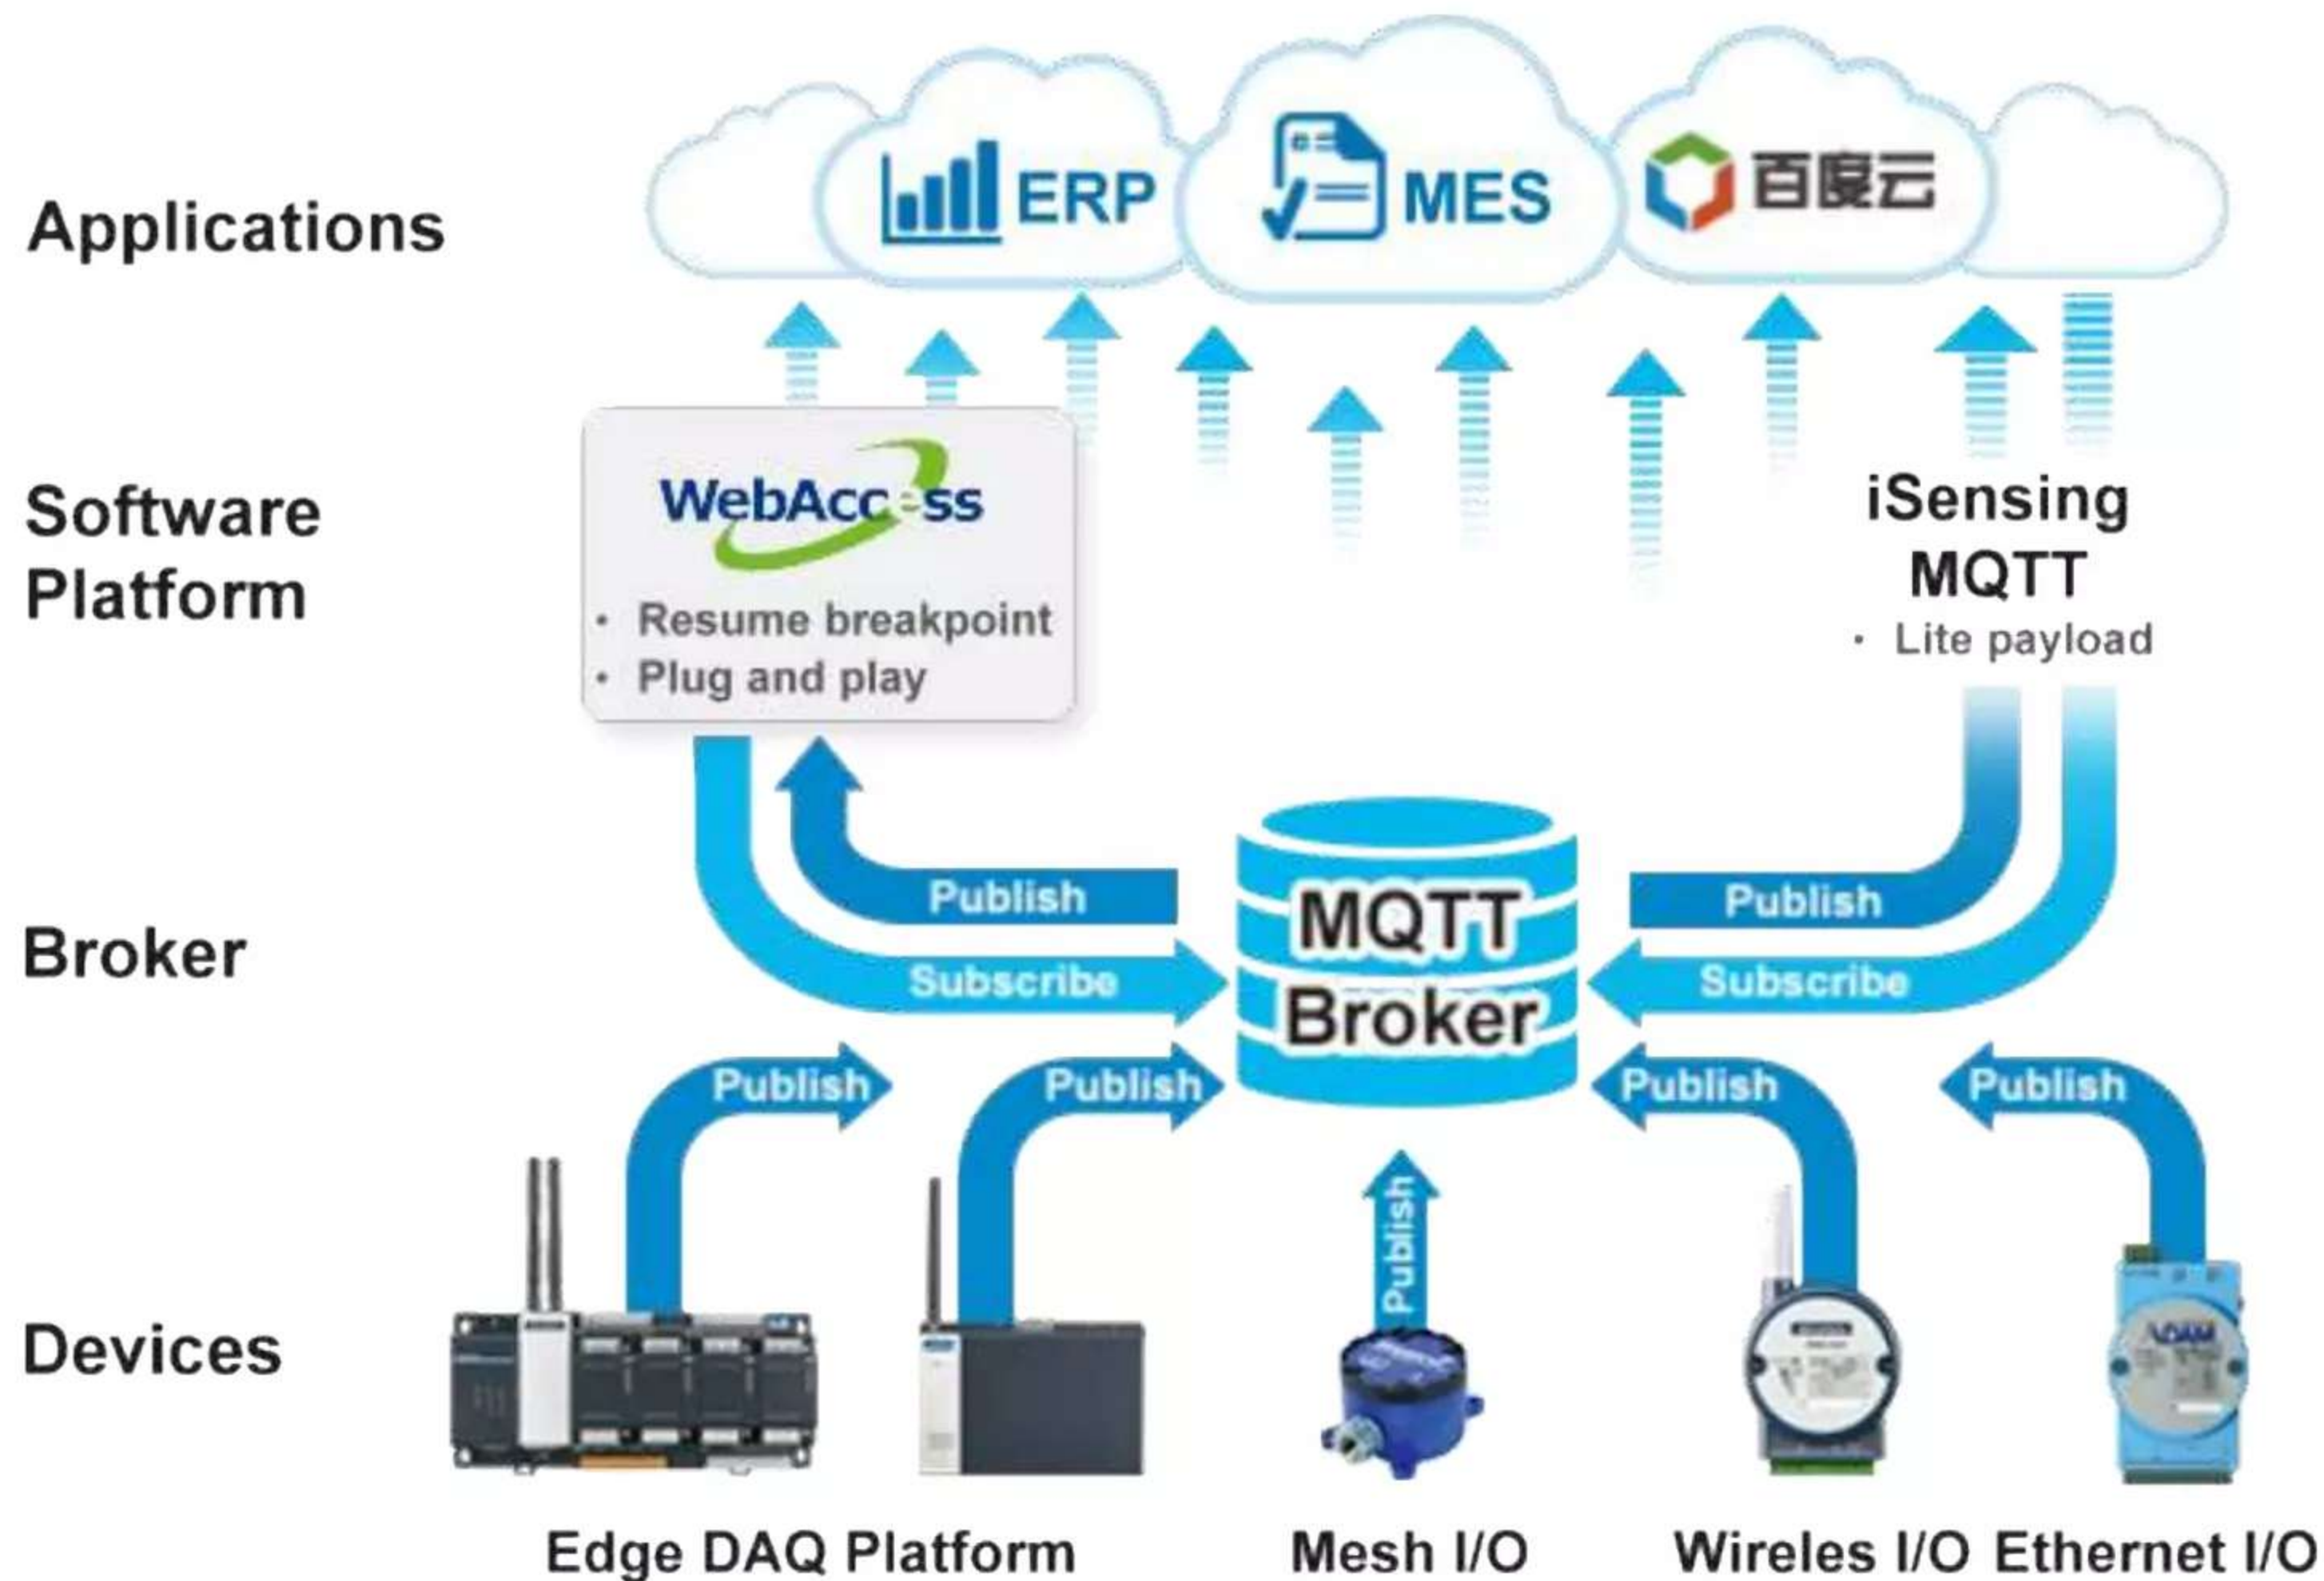 ERP
MES
百度云
Applications
Software
Platform
WebAccess
• Resume breakpoint
• Plug and play
iSensing
MQTT
• Lite payload
Publish
Publish
Subscribe
Subscribe
Broker
MQTT
Broker
Publish
Publish
Publish
Publish
Publish
Devices
ADAM
Edge DAQ Platform
Mesh I/O
Wireles I/O
Ethernet I/O